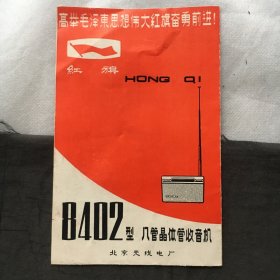 高举毛泽東思想伟大红旗奋勇前进!
红旗
HONG QI
8402型 八管晶体管收音机
北京无线电厂